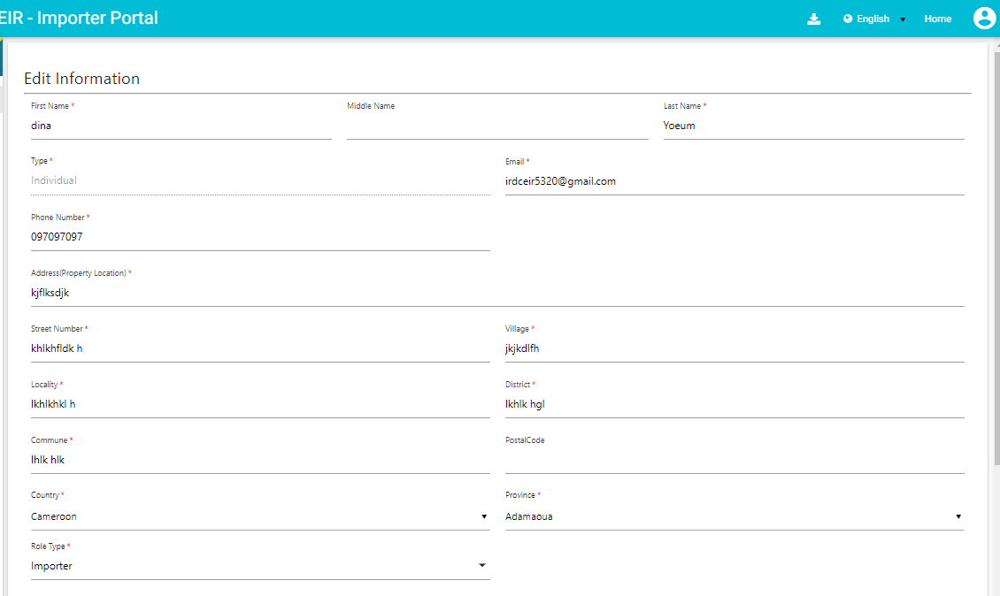 EIR - Importer Portal
English
Home
Edit Information
First Name *
Middle Name
Last Name *
dina
Yoeum
Type *
Email *
Individual
irdceir5320@gmail.com
Phone Number *
097097097
Address(Property Location) *
kjflksdjk
Street Number *
Village *
khlkhfldk h
jkjkdlfh
Locality *
District *
lkhlkhkl h
lkhlk hgl
Commune *
PostalCode
lhlk hlk
Country *
Province *
Cameroon
Adamaoua
Role Type *
Importer